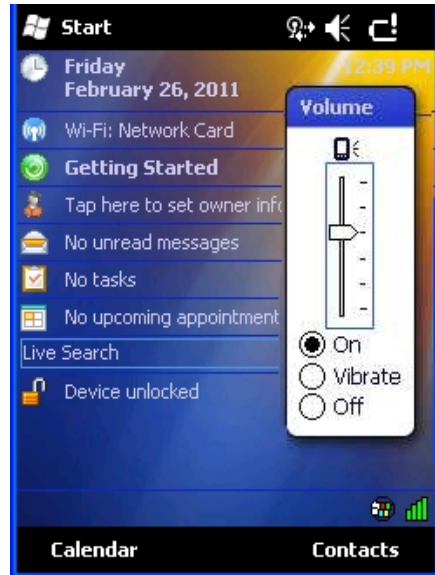 Start
Friday
February 26, 2011
12:39 PM
Wi-Fi: Network Card
Getting Started
Tap here to set owner info
No unread messages
No tasks
No upcoming appointment
Live Search
Device unlocked
Volume
On
Vibrate
Off
Calendar
Contacts